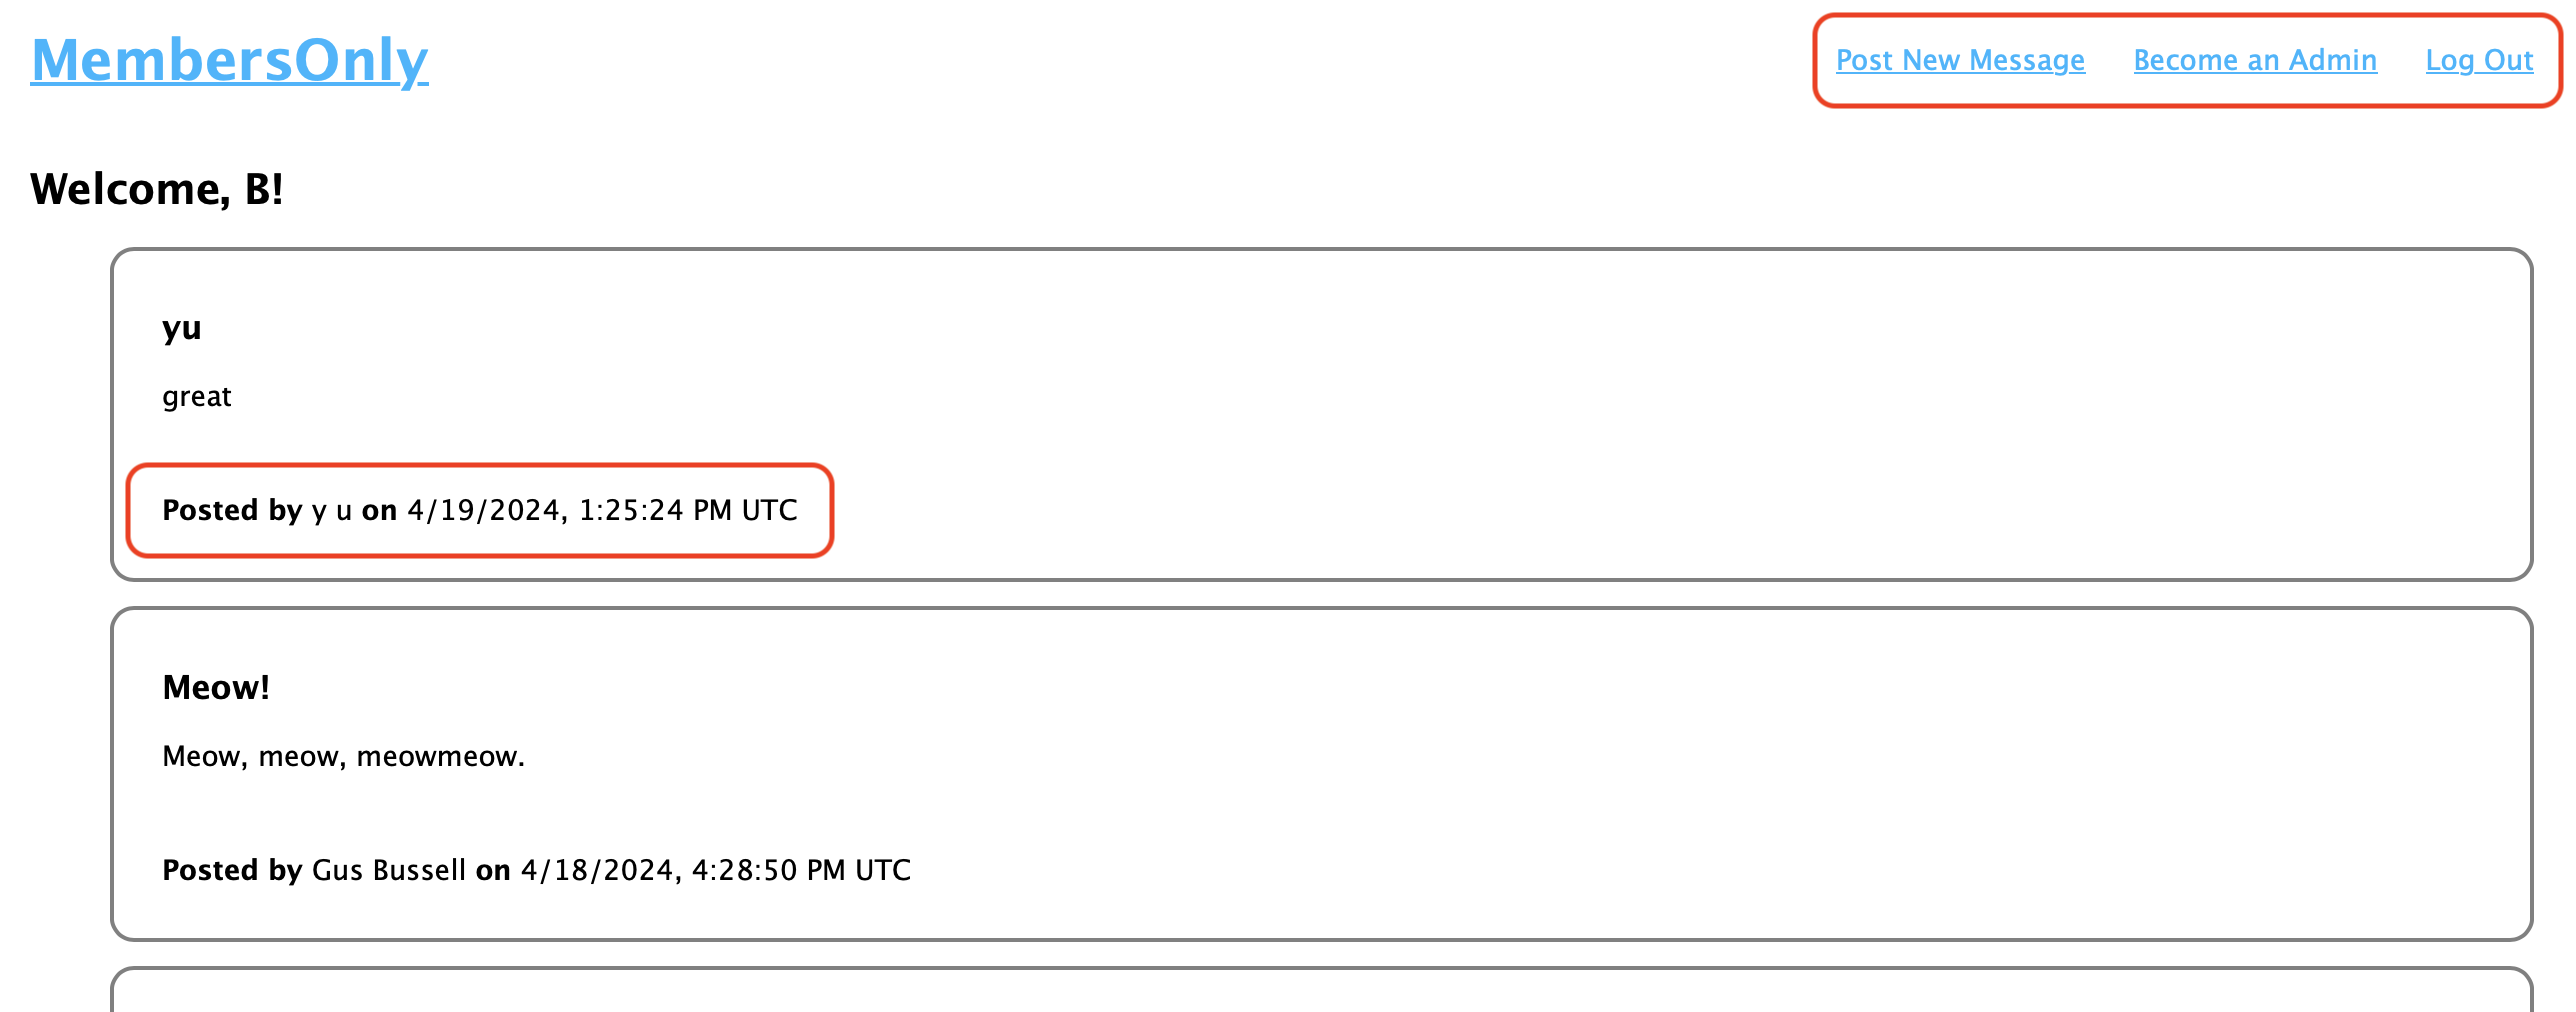 MembersOnly
Post New Message Become an Admin Log Out
Welcome, B!
yu
great
Posted by y u on 4/19/2024, 1:25:24 PM UTC
Meow!
Meow, meow, meowmeow.
Posted by Gus Bussell on 4/18/2024, 4:28:50 PM UTC